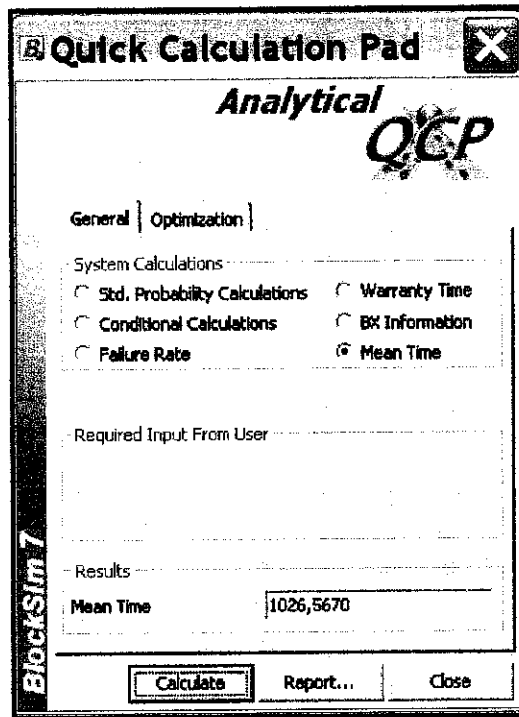 B. Quick Calculation Pad
Analytical
QCP
General Optimization
System Calculations
Std. Probability Calculations Warranty Time
Conditional Calculations BX Information
Failure Rate Mean Time
Required Input From User
Results
Mean Time 1026,5670
Calculate Report... Close
BlockSim 7